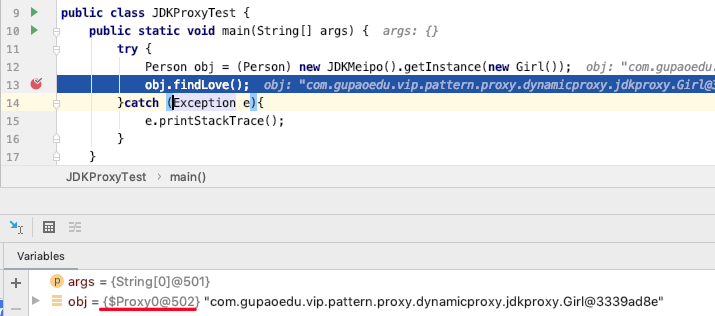 9 public class JDKProxyTest {
10 public static void main(String[] args) { args: {}
11 try {
12 Person obj = (Person) new JDKMeipo().getInstance(new Girl()); obj: "com.gupaoedu.v
13 obj.findLove(); obj: "com.gupaoedu.vip.pattern.proxy.dynamicproxy.jdkproxy.Girl@3
14 }catch (Exception e){
15 e.printStackTrace();
16 }
17 }
JDKProxyTest › main()
Variables
args = {String[0]@501}
obj = {$Proxy0@502} "com.gupaoedu.vip.pattern.proxy.dynamicproxy.jdkproxy.Girl@3339ad8e"